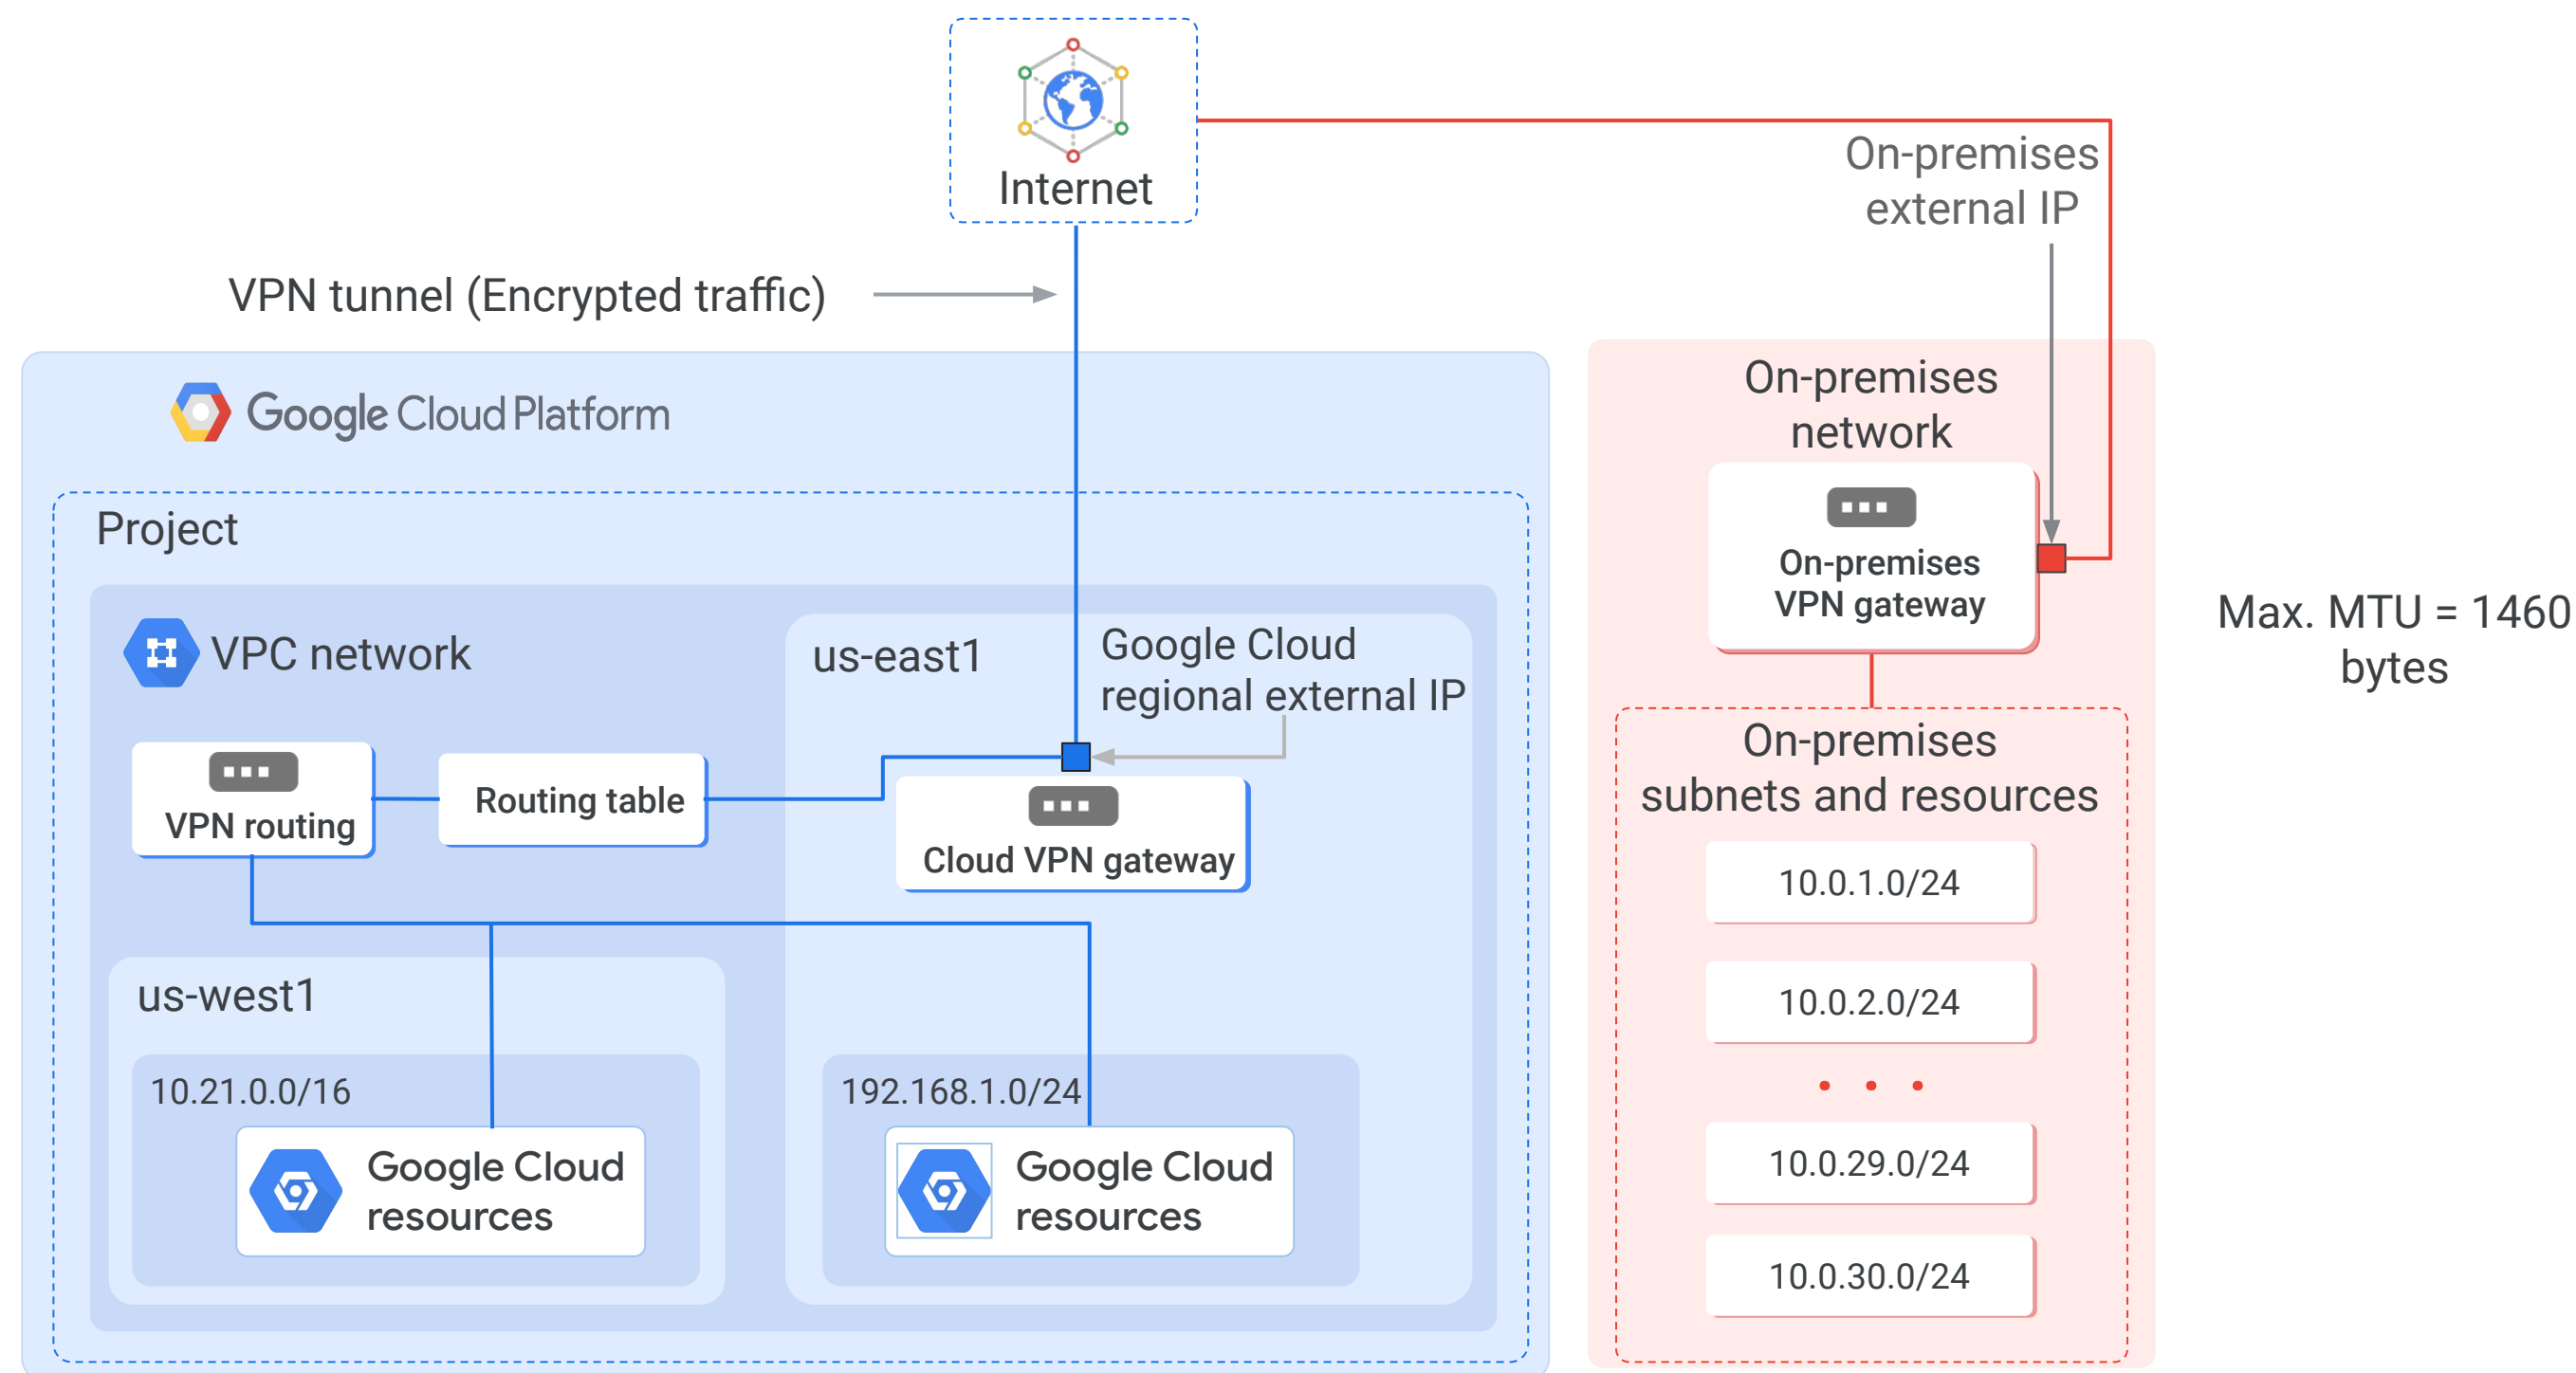 Internet
On-premises
external IP
VPN tunnel (Encrypted traffic)
Google Cloud Platform
Project
VPC network
us-east1
Google Cloud
regional external IP
VPN routing
Routing table
Cloud VPN gateway
us-west1
10.21.0.0/16
Google Cloud
resources
192.168.1.0/24
Google Cloud
resources
On-premises
network
On-premises
VPN gateway
On-premises
subnets and resources
10.0.1.0/24
10.0.2.0/24
. . .
10.0.29.0/24
10.0.30.0/24
Max. MTU = 1460
bytes